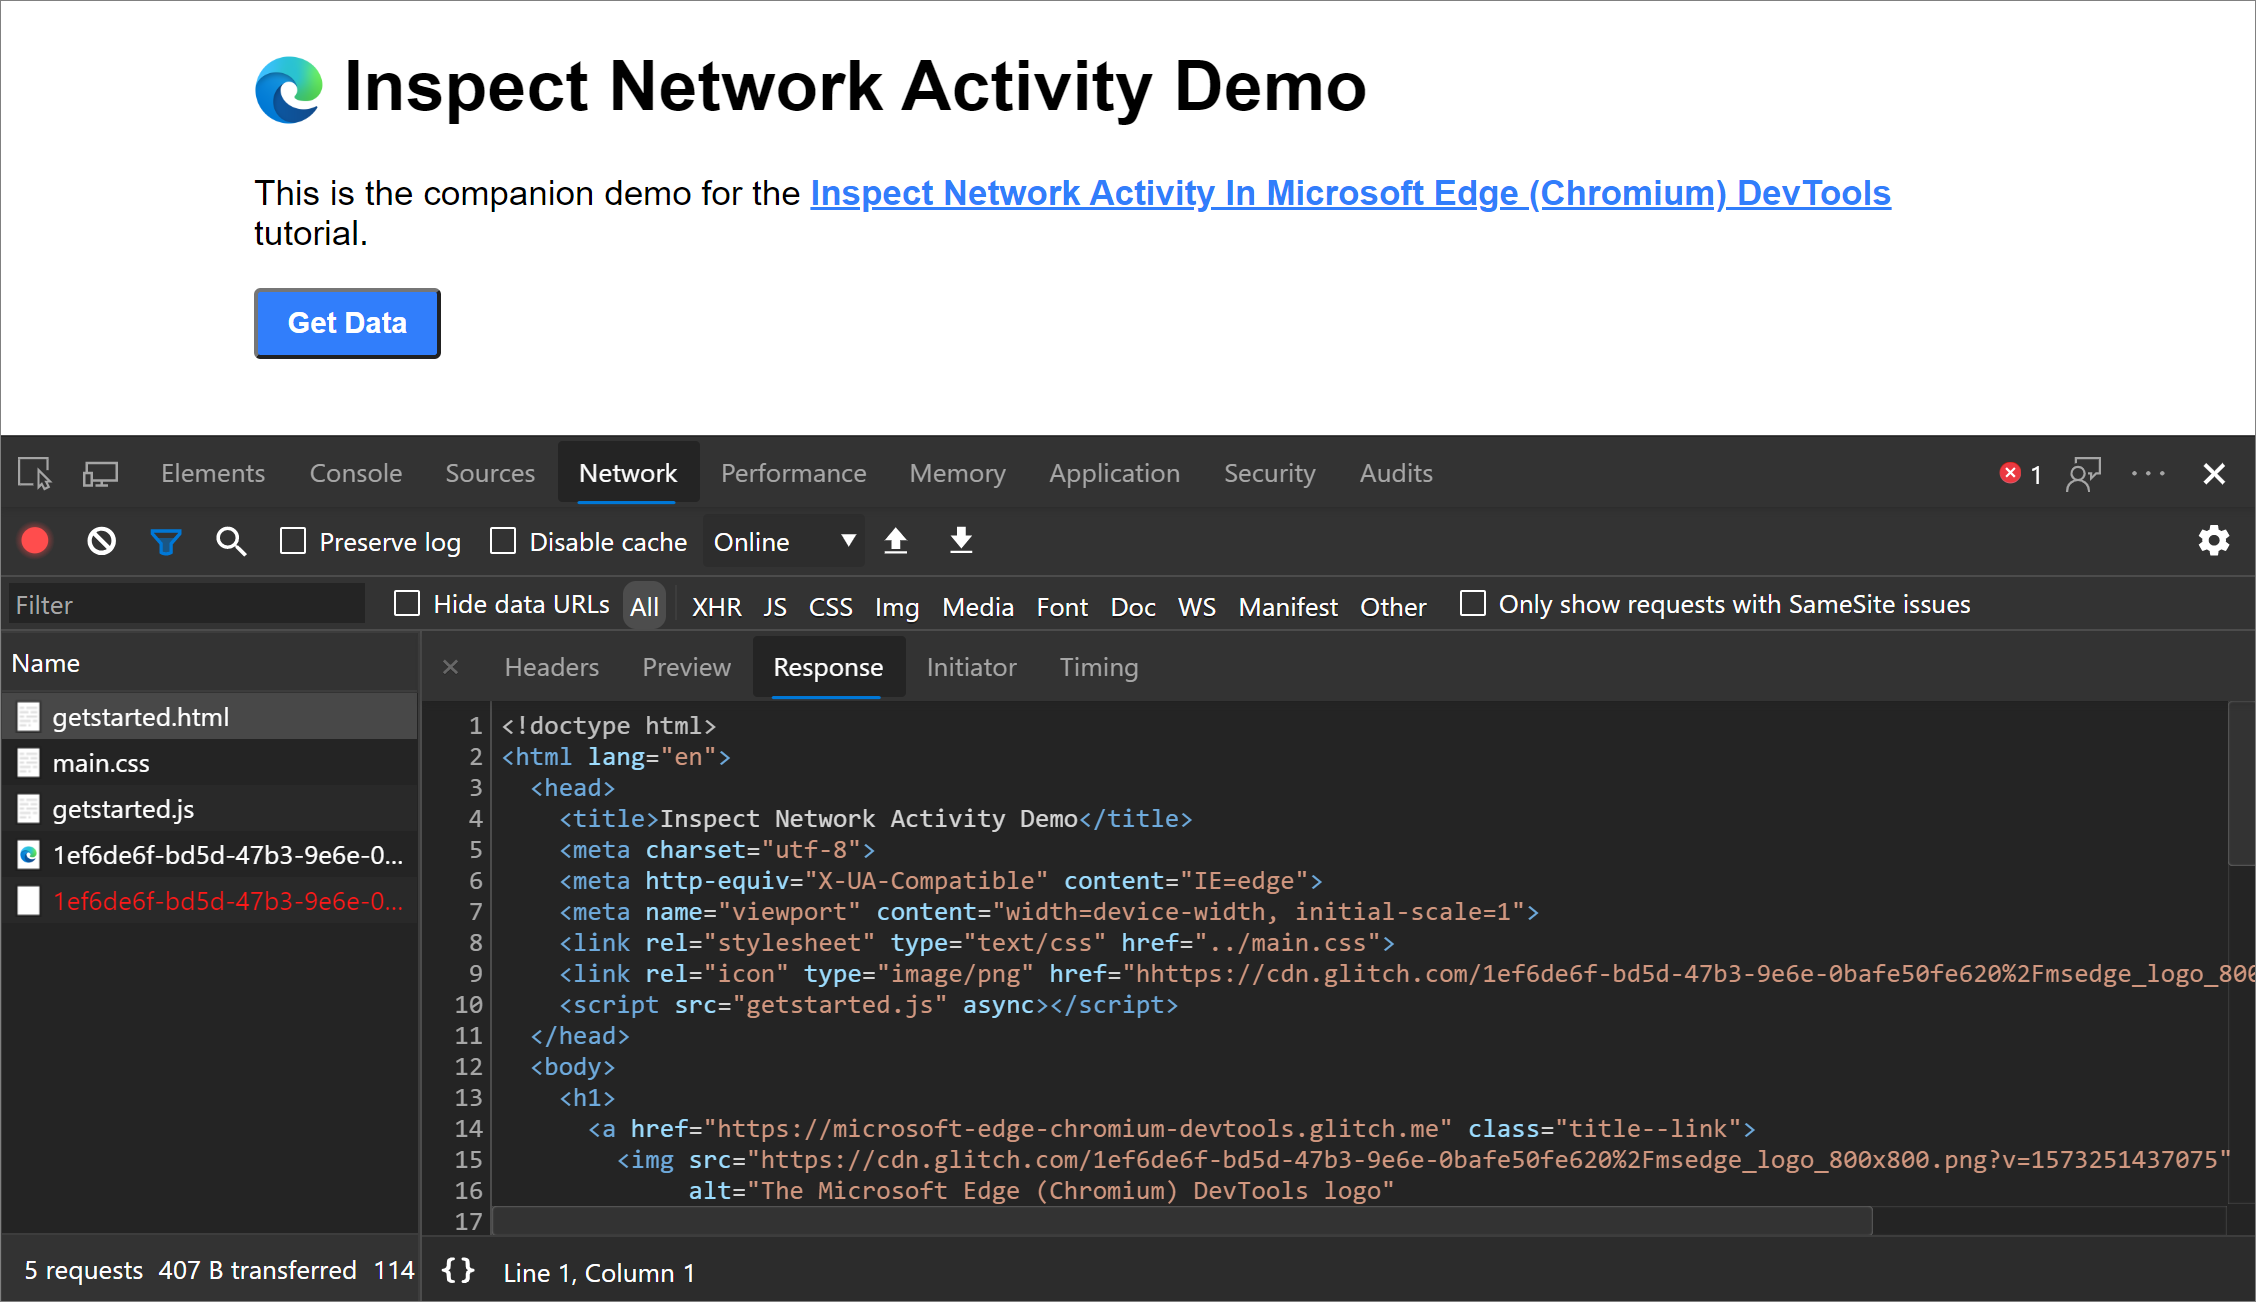 Inspect Network Activity Demo
This is the companion demo for the Inspect Network Activity In Microsoft Edge (Chromium) DevTools
tutorial.
Get Data
Elements Console Sources Network Performance Memory Application Security Audits 1
Preserve log Disable cache Online
Filter Hide data URLs All XHR JS CSS Img Media Font Doc WS Manifest Other Only show requests with SameSite issues
Name
getstarted.html
main.css
getstarted.js
1ef6de6f-bd5d-47b3-9e6e-0...
1ef6de6f-bd5d-47b3-9e6e-0...
5 requests 407 B transferred 114
Headers Preview Response Initiator Timing
1 <!doctype html>
2 <html lang="en">
3 <head>
4 <title>Inspect Network Activity Demo</title>
5 <meta charset="utf-8">
6 <meta http-equiv="X-UA-Compatible" content="IE=edge">
7 <meta name="viewport" content="width=device-width, initial-scale=1">
8 <link rel="stylesheet" type="text/css" href="../main.css">
9 <link rel="icon" type="image/png" href="hhttps://cdn.glitch.com/1ef6de6f-bd5d-47b3-9e6e-0bafe50fe620%2Fmsedge_logo_800
10 <script src="getstarted.js" async></script>
11 </head>
12 <body>
13 <h1>
14 <a href="https://microsoft-edge-chromium-devtools.glitch.me" class="title--link">
15 <img src="https://cdn.glitch.com/1ef6de6f-bd5d-47b3-9e6e-0bafe50fe620%2Fmsedge_logo_800x800.png?v=1573251437075"
16 alt="The Microsoft Edge (Chromium) DevTools logo"
17
{} Line 1, Column 1